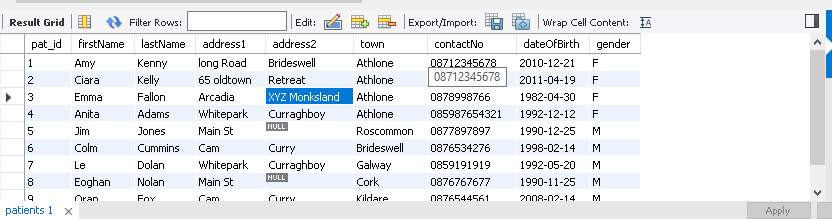 Result Grid Filter Rows: Edit: Export/Import: Wrap Cell Content: IA
pat_id firstName lastName address1 address2 town contactNo dateOfBirth gender
1 Amy Kenny long Road Brideswell Athlone 08712345678 2010-12-21 F
08712345678
2 Ciara Kelly 65 oldtown Retreat Athlone 2011-04-19 F
3 Emma Fallon Arcadia XYZ Monksland Athlone 0878998766 1982-04-30 F
4 Anita Adams Whitepark Curraghboy Athlone 085987654321 1992-12-12 F
5 Jim Jones Main St NULL Roscommon 0877897897 1990-12-25 M
6 Colm Cummins Cam Curry Brideswell 0876534276 1998-02-14 M
7 Le Dolan Whitepark Curraghboy Galway 0859191919 1992-05-20 M
8 Eoghan Nolan Main St NULL Cork 0876767677 1990-11-25 M
9 Oran Fox Cam Curry Kildare 0876544561 2008-02-14 M
patients 1 Apply